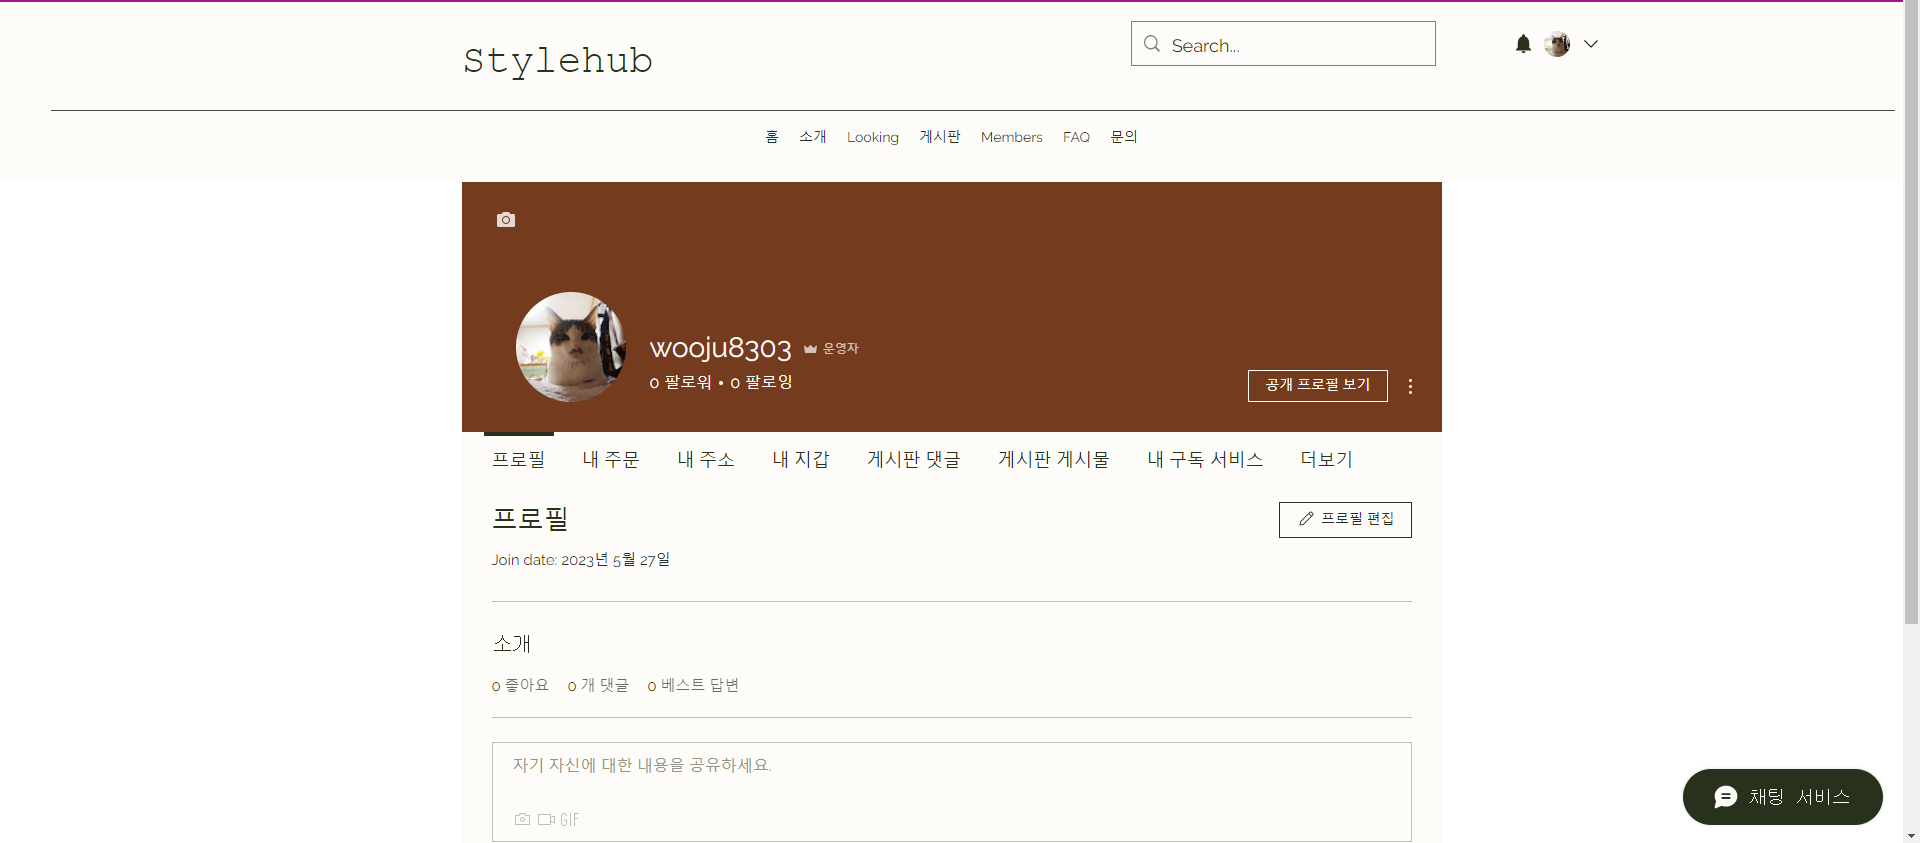 Stylehub
Search...
홈 소개 Looking 게시판 Members FAQ 문의
wooju8303 운영자
0 팔로워 • 0 팔로잉
공개 프로필 보기
프로필 내 주문 내 주소 내 지갑 게시판 댓글 게시판 게시물 내 구독 서비스 더보기
프로필
프로필 편집
Join date: 2023년 5월 27일
소개
0 좋아요 0 개 댓글 0 베스트 답변
자기 자신에 대한 내용을 공유하세요.
GIF
채팅 서비스